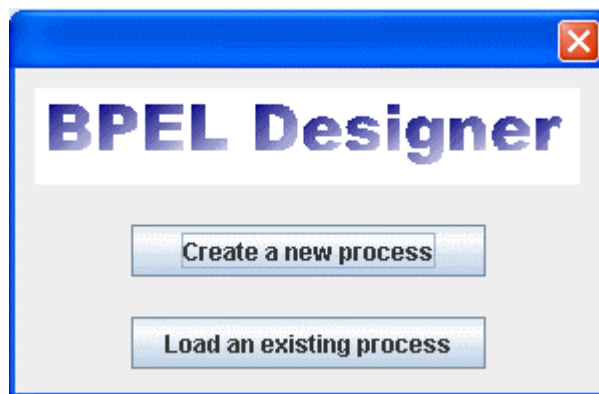 BPEL Designer
Create a new process
Load an existing process